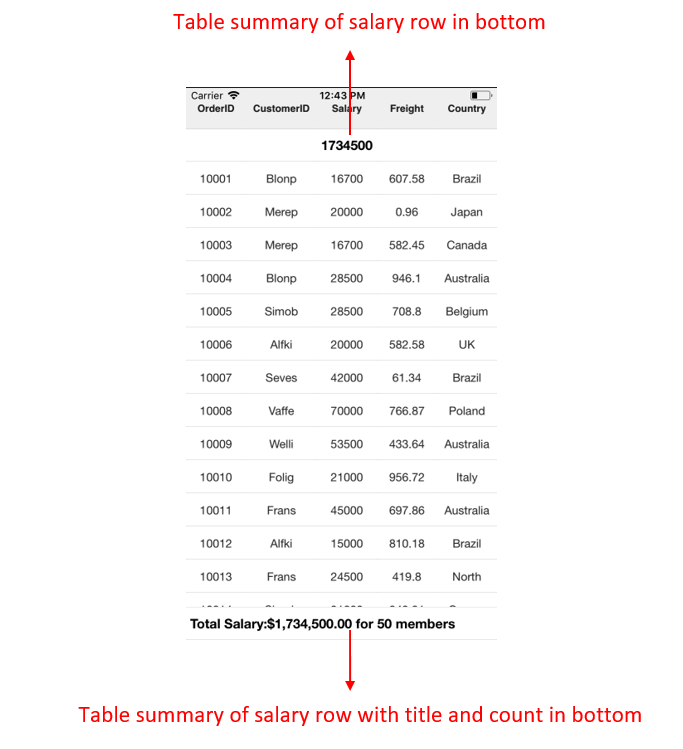 Table summary of salary row in bottom
Carrier 12:43 PM
OrderID CustomerID Salary Freight Country
1734500
10001 Blonp 16700 607.58 Brazil
10002 Merep 20000 0.96 Japan
10003 Merep 16700 582.45 Canada
10004 Blonp 28500 946.1 Australia
10005 Simob 28500 708.8 Belgium
10006 Alfki 20000 582.58 UK
10007 Seves 42000 61.34 Brazil
10008 Vaffe 70000 766.87 Poland
10009 Welli 53500 433.64 Australia
10010 Folig 21000 956.72 Italy
10011 Frans 45000 697.86 Australia
10012 Alfki 15000 810.18 Brazil
10013 Frans 24500 419.8 North
Total Salary:$1,734,500.00 for 50 members
Table summary of salary row with title and count in bottom